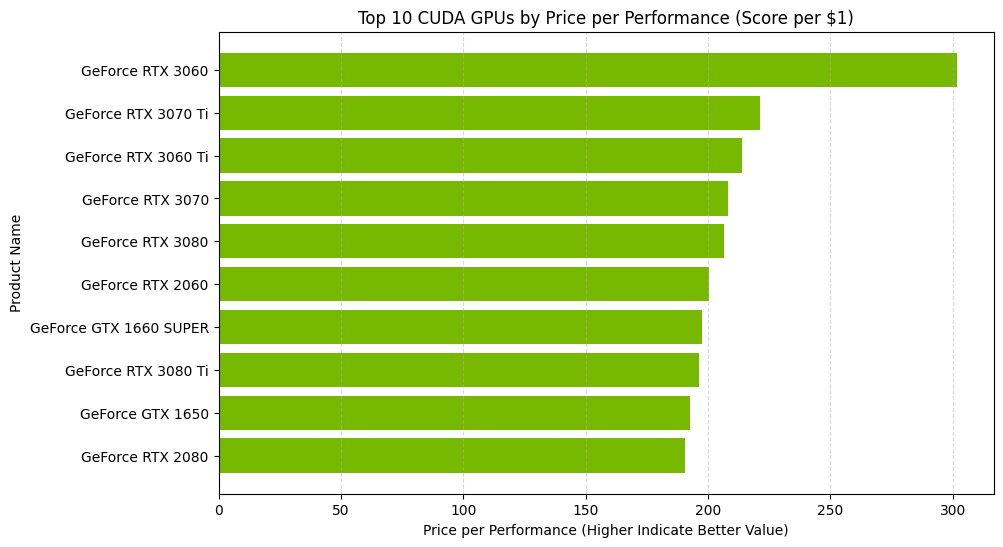 Top 10 CUDA GPUs by Price per Performance (Score per $1)
Product Name
GeForce RTX 3060
GeForce RTX 3070 Ti
GeForce RTX 3060 Ti
GeForce RTX 3070
GeForce RTX 3080
GeForce RTX 2060
GeForce GTX 1660 SUPER
GeForce RTX 3080 Ti
GeForce GTX 1650
GeForce RTX 2080
0 50 100 150 200 250 300
Price per Performance (Higher Indicate Better Value)